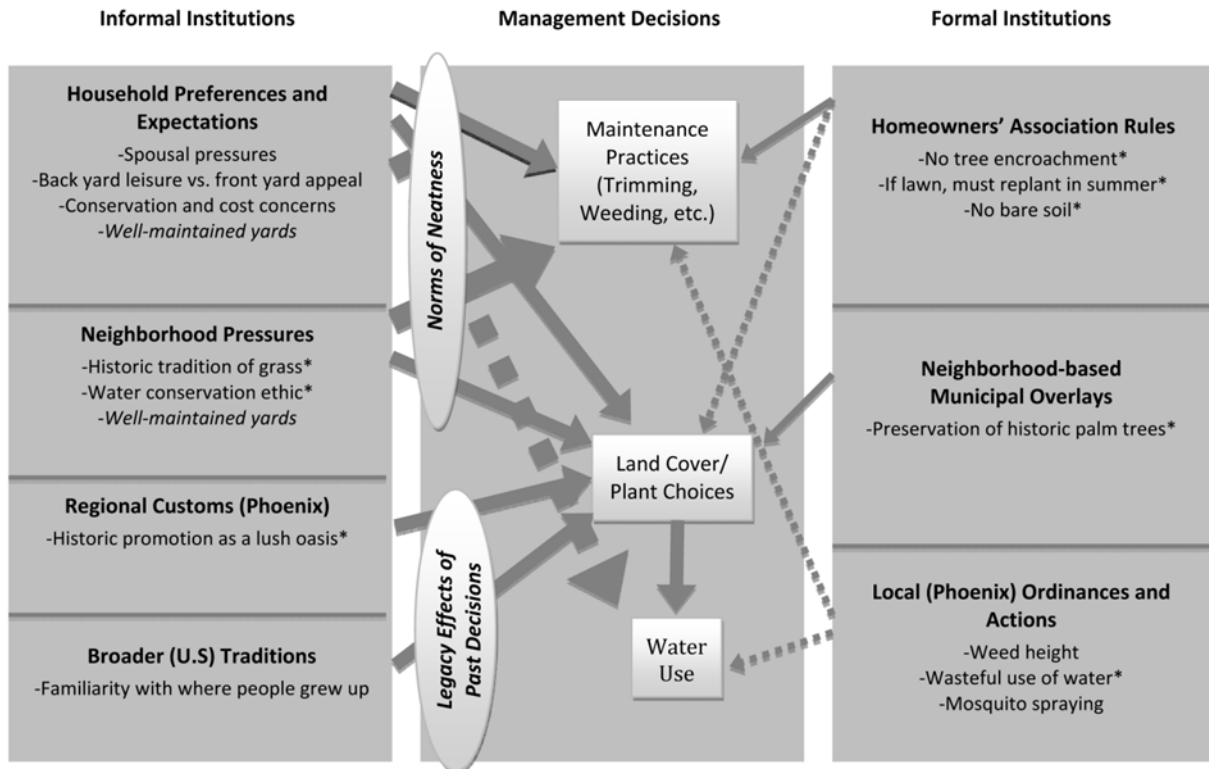 Informal Institutions
Management Decisions
Formal Institutions
Household Preferences and
Expectations
-Spousal pressures
-Back yard leisure vs. front yard appeal
-Conservation and cost concerns
-Well-maintained yards
Neighborhood Pressures
-Historic tradition of grass*
-Water conservation ethic*
-Well-maintained yards
Regional Customs (Phoenix)
-Historic promotion as a lush oasis*
Broader (U.S) Traditions
-Familiarity with where people grew up
Norms of Neatness
Legacy Effects of
Past Decisions
Maintenance
Practices
(Trimming,
Weeding, etc.)
Land Cover/
Plant Choices
Water
Use
Homeowners’ Association Rules
-No tree encroachment*
-If lawn, must replant in summer*
-No bare soil*
Neighborhood-based
Municipal Overlays
-Preservation of historic palm trees*
Local (Phoenix) Ordinances and
Actions
-Weed height
-Wasteful use of water*
-Mosquito spraying